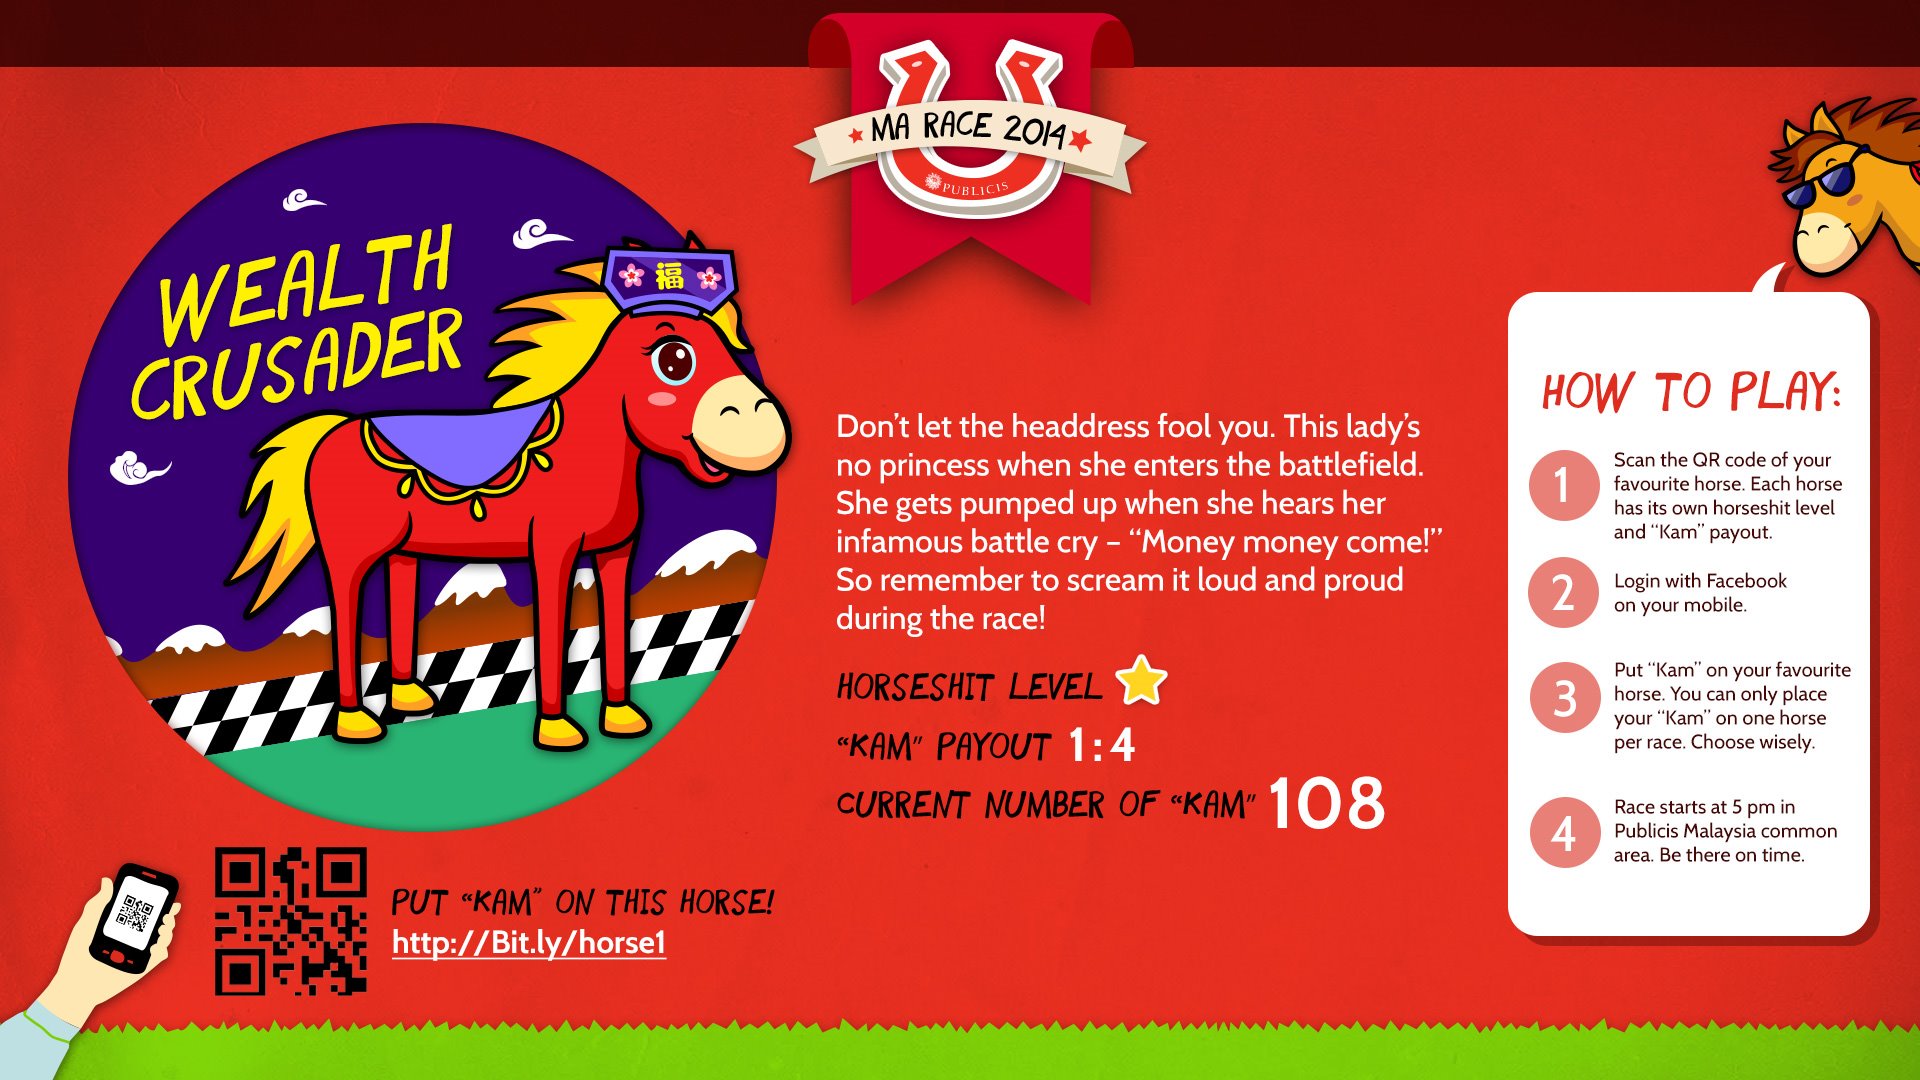 MA RACE 2014
PUBLICIS
WEALTH
CRUSADER
福
Don't let the headdress fool you. This lady's
no princess when she enters the battlefield.
She gets pumped up when she hears her
infamous battle cry – “Money money come!”
So remember to scream it loud and proud
during the race!
HORSESHIT LEVEL
“KAM” PAYOUT 1:4
CURRENT NUMBER OF “KAM” 108
PUT “KAM” ON THIS HORSE!
http://Bit.ly/horse1
HOW TO PLAY:
1
Scan the QR code of your
favourite horse. Each horse
has its own horseshit level
and “Kam” payout.
2
Login with Facebook
on your mobile.
3
Put “Kam” on your favourite
horse. You can only place
your “Kam” on one horse
per race. Choose wisely.
4
Race starts at 5 pm in
Publicis Malaysia common
area. Be there on time.